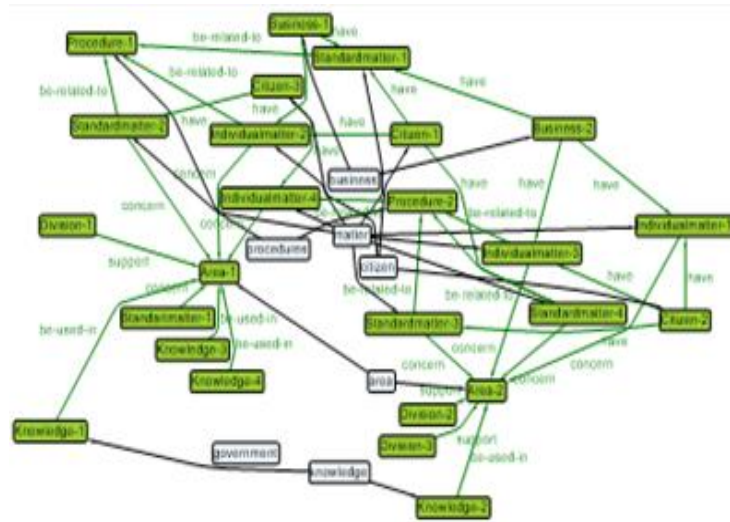 Business-1
Procedure-1
be-related-to
have
Standardmatter-1
be-related-to
Citizen-3
have
have
Standardmatter-2
have
Individualmatter-2
have
Citizen-1
Business-2
have
business
concern
concern
Individualmatter-4
Procedure-2
have
have
be-related-to
Individualmatter-1
Division-1
procedures
matter
Individualmatter-3
support
Area-1
citizen
have
have
concern
be-related-to
be-related-to
Standardmatter-1
be-used-in
Standardmatter-3
Standardmatter-4
Citizen-2
be-used-in
Knowledge-3
be-used-in
concern
concern
have
Knowledge-4
area
concern
support
Area-2
Division-2
Knowledge-1
Division-3
support
government
be-used-in
knowledge
Knowledge-2